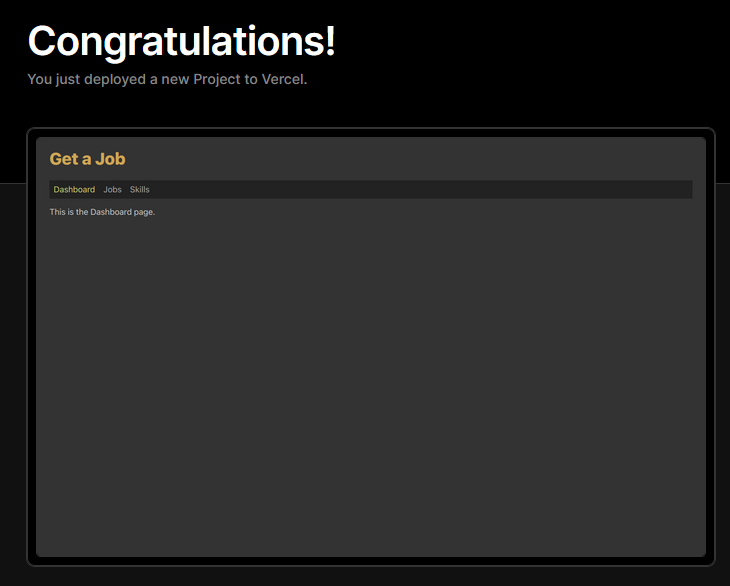 Congratulations!
You just deployed a new Project to Vercel.
Get a Job
Dashboard Jobs Skills
This is the Dashboard page.